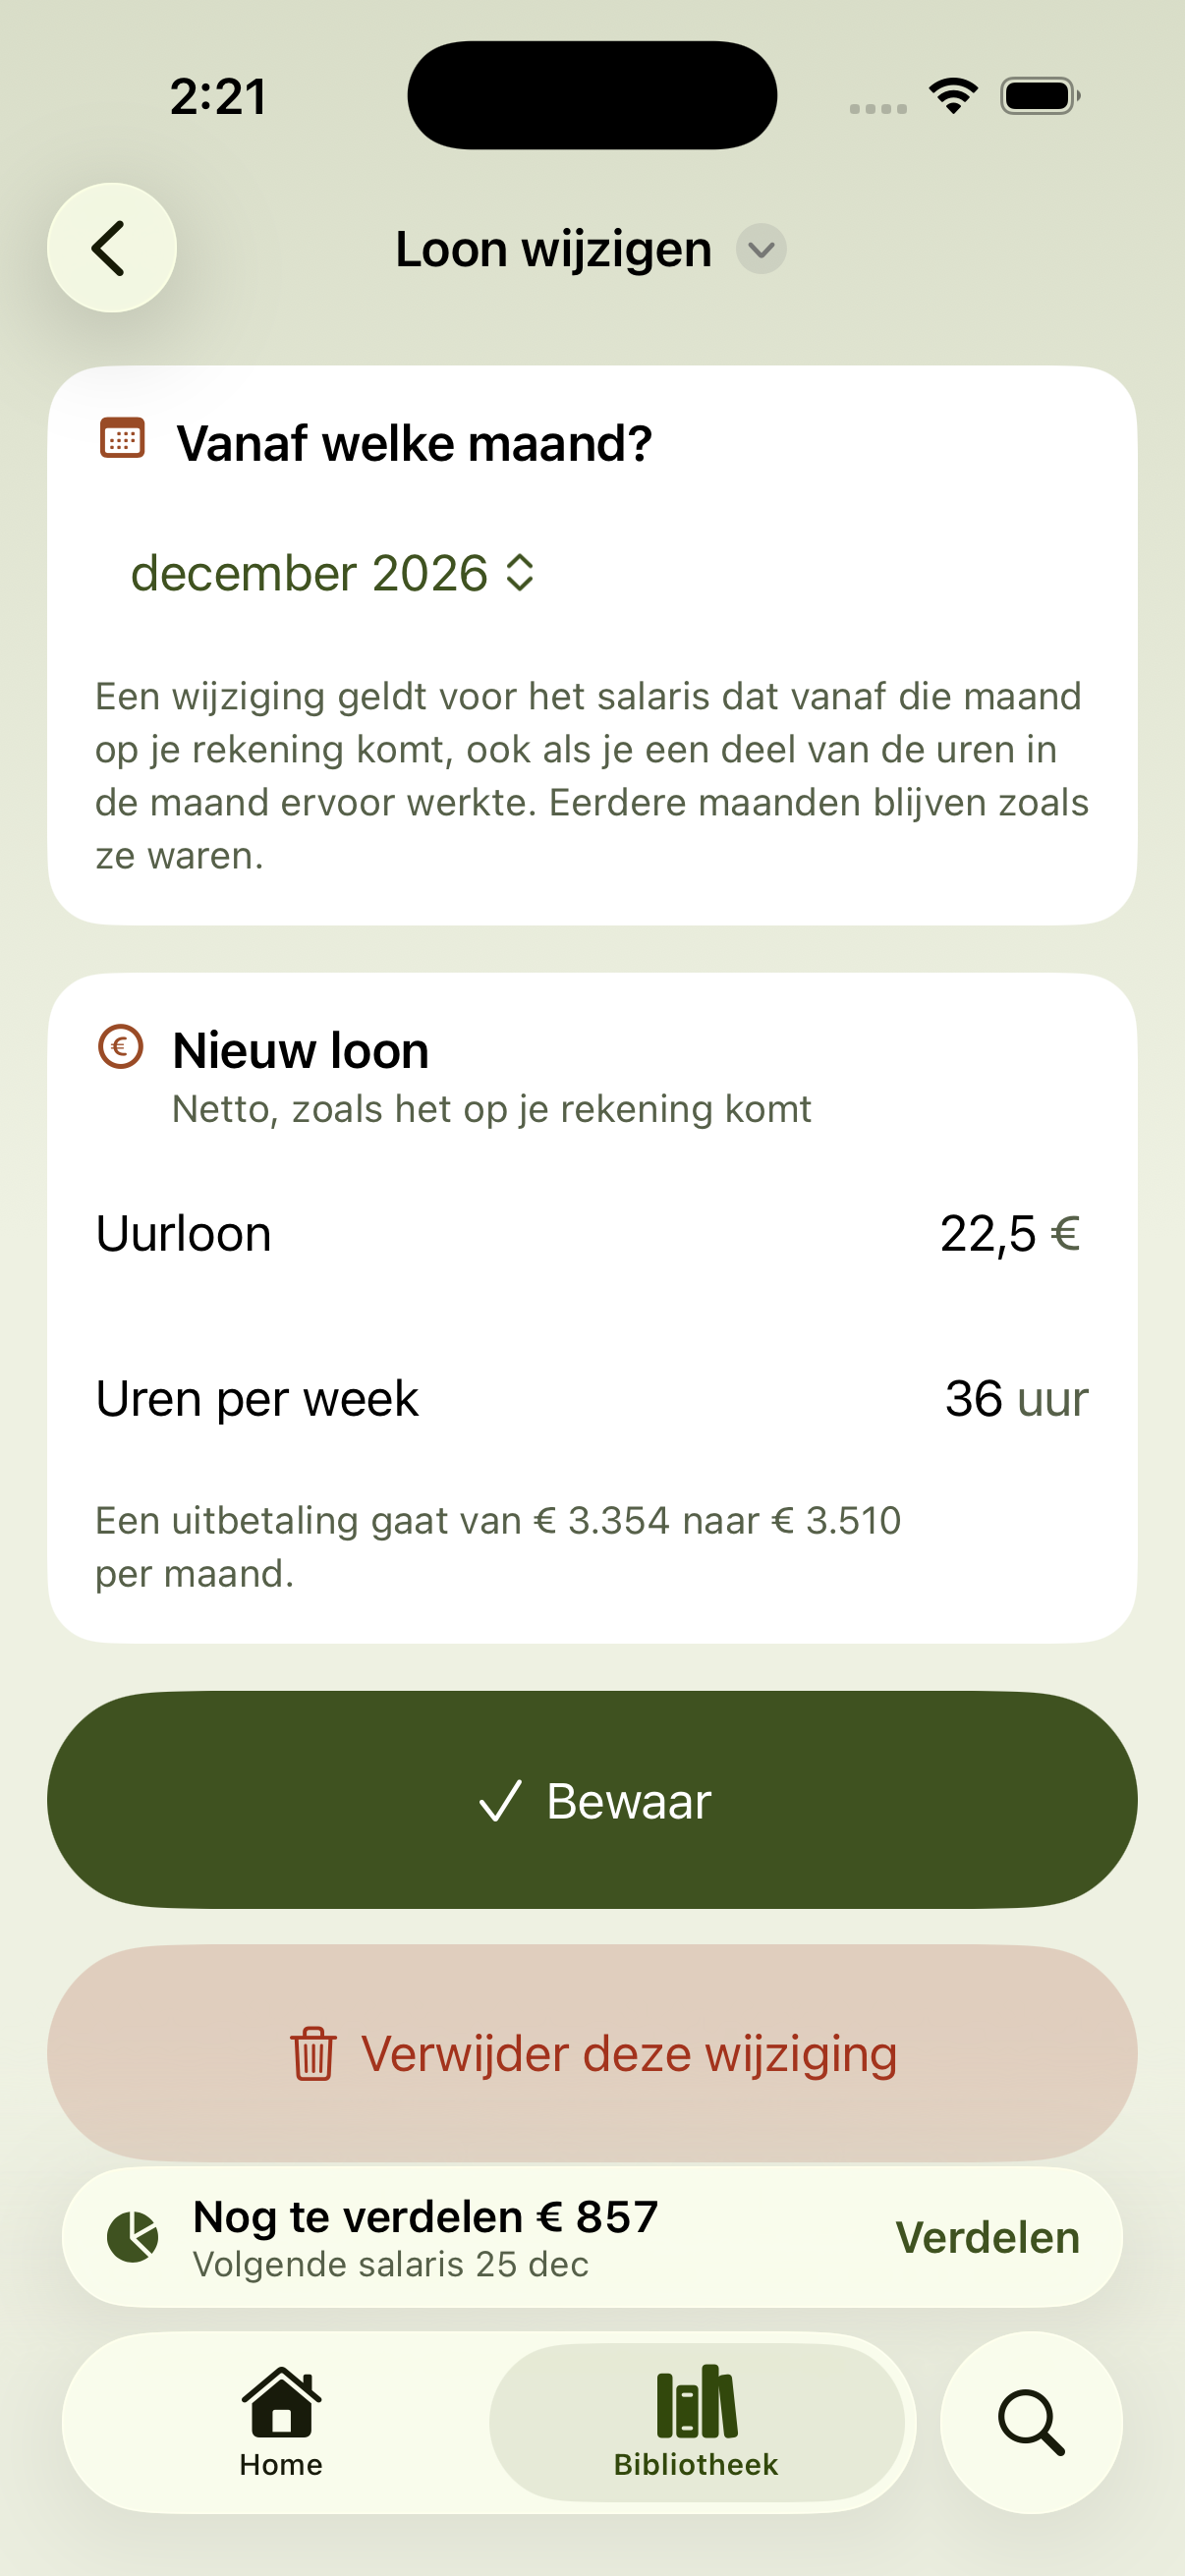 2:21
Loon wijzigen
Vanaf welke maand?
december 2026
Een wijziging geldt voor het salaris dat vanaf die maand
op je rekening komt, ook als je een deel van de uren in
de maand ervoor werkte. Eerdere maanden blijven zoals
ze waren.
Nieuw loon
Netto, zoals het op je rekening komt
Uurloon 22,5 €
Uren per week 36 uur
Een uitbetaling gaat van € 3.354 naar € 3.510
per maand.
Bewaar
Verwijder deze wijziging
Nog te verdelen € 857
Volgende salaris 25 dec
Verdelen
Home
Bibliotheek